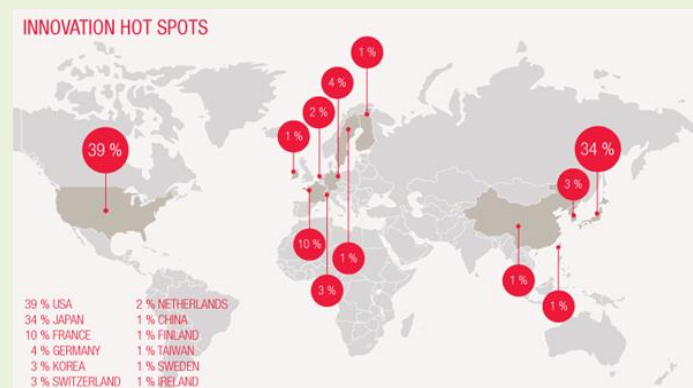 INNOVATION HOT SPOTS
1 %
4 %
2 %
1 %
39 %
34 %
3 %
10 %
1 %
3 %
1 %
1 %
39 % USA
34 % JAPAN
10 % FRANCE
4 % GERMANY
3 % KOREA
3 % SWITZERLAND
2 % NETHERLANDS
1 % CHINA
1 % FINLAND
1 % TAIWAN
1 % SWEDEN
1 % IRELAND